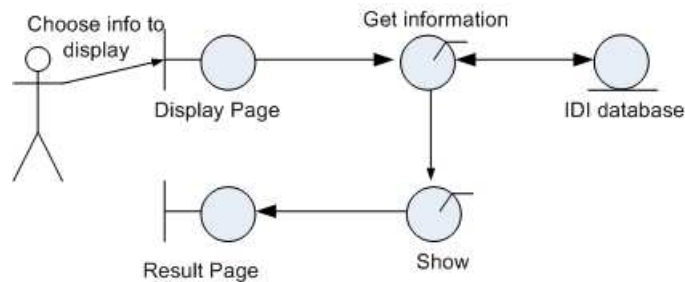 Choose info to
display
Get information
Display Page
IDI database
Result Page
Show